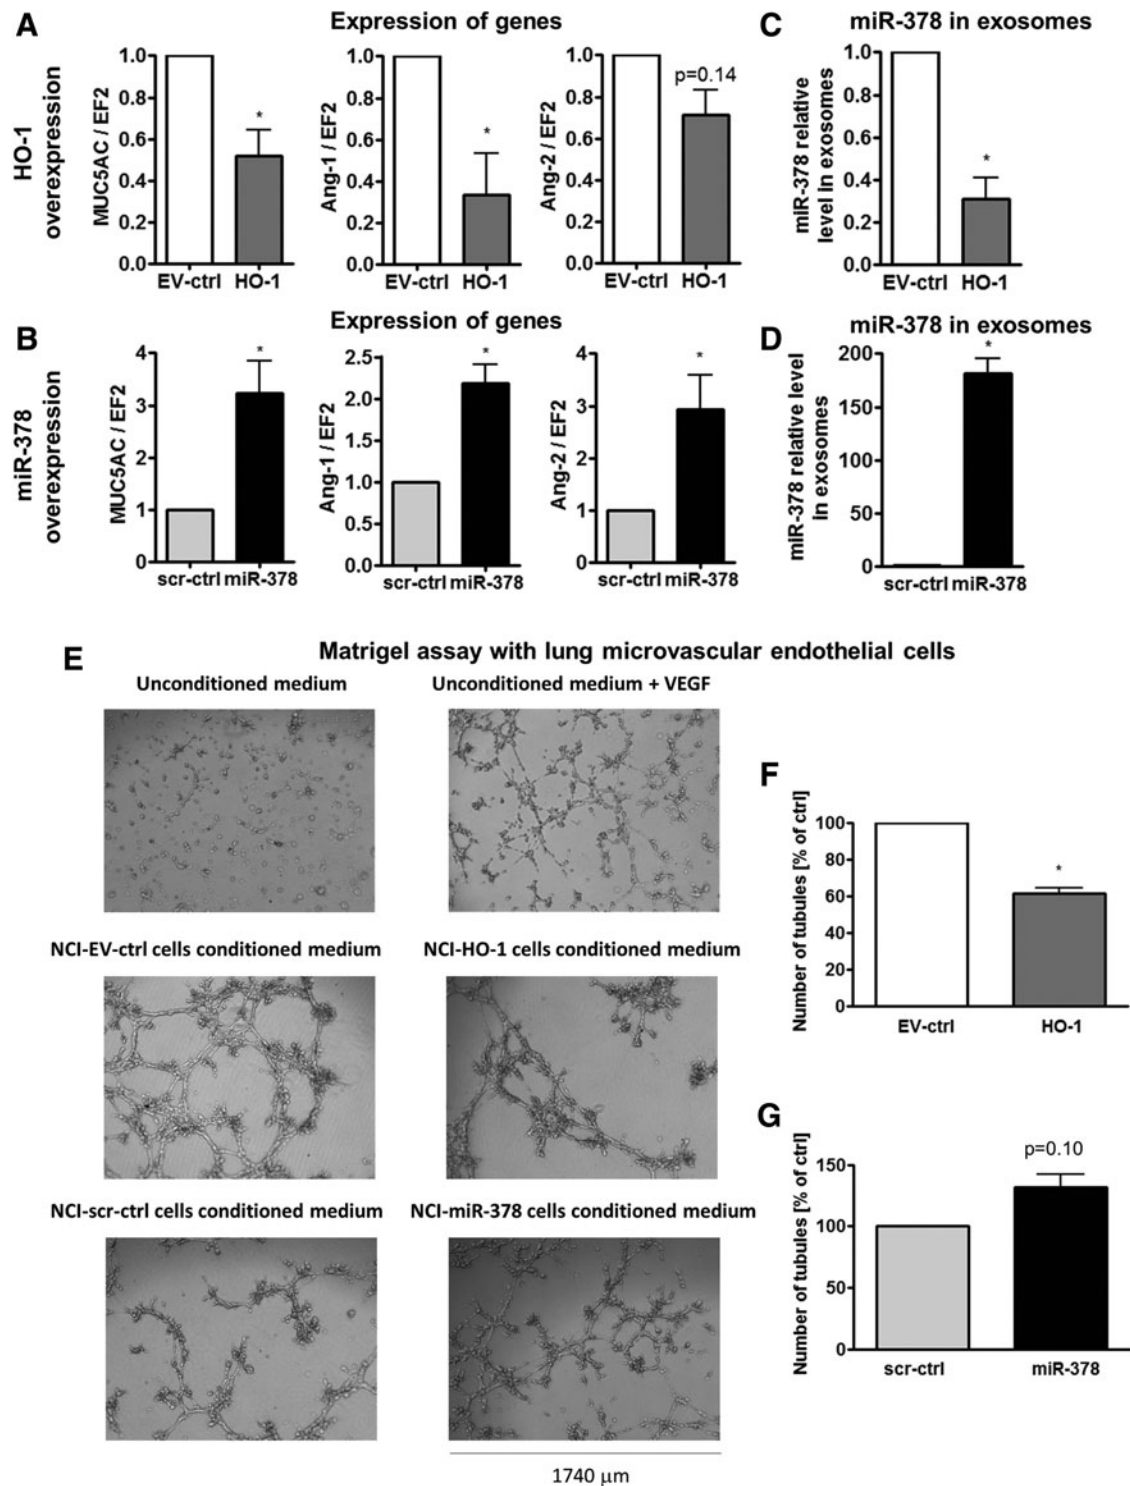 A
Expression of genes
HO-1
overexpression
MUC5AC / EF2
1.0
0.8
0.6
0.4
0.2
0.0
*
EV-ctrl HO-1
Ang-1 / EF2
1.0
0.8
0.6
0.4
0.2
0.0
*
EV-ctrl HO-1
Ang-2 / EF2
1.0
0.8
0.6
0.4
0.2
0.0
p=0.14
EV-ctrl HO-1
C
miR-378 in exosomes
miR-378 relative
level in exosomes
1.0
0.8
0.6
0.4
0.2
0.0
*
EV-ctrl HO-1
B
Expression of genes
miR-378
overexpression
MUC5AC / EF2
4
3
2
1
0
*
scr-ctrl miR-378
Ang-1 / EF2
2.5
2.0
1.5
1.0
0.5
0.0
*
scr-ctrl miR-378
Ang-2 / EF2
4
3
2
1
0
*
scr-ctrl miR-378
D
miR-378 in exosomes
miR-378 relative level
in exosomes
200
150
100
50
0
*
scr-ctrl miR-378
E
Matrigel assay with lung microvascular endothelial cells
Unconditioned medium
Unconditioned medium + VEGF
NCI-EV-ctrl cells conditioned medium
NCI-HO-1 cells conditioned medium
NCI-scr-ctrl cells conditioned medium
NCI-miR-378 cells conditioned medium
1740 μm
F
Number of tubules [% of ctrl]
100
80
60
40
20
0
*
EV-ctrl HO-1
G
Number of tubules [% of ctrl]
150
100
50
0
p=0.10
scr-ctrl miR-378